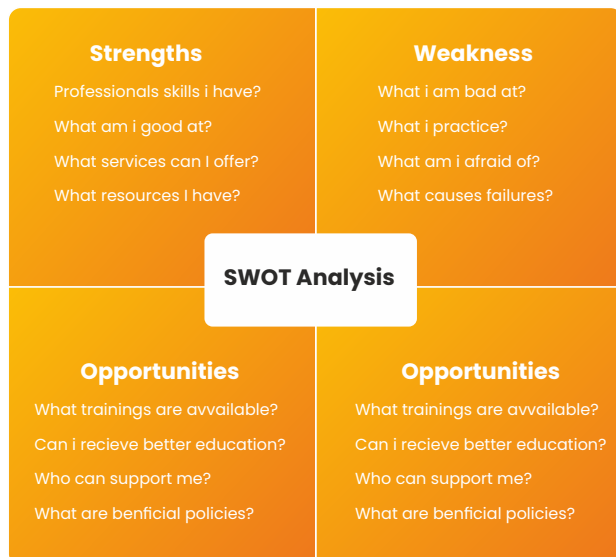 Strengths
Professionals skills i have?
What am i good at?
What services can I offer?
What resources I have?
Weakness
What i am bad at?
What i practice?
What am i afraid of?
What causes failures?
SWOT Analysis
Opportunities
What trainings are avvailable?
Can i recieve better education?
Who can support me?
What are benficial policies?
Opportunities
What trainings are avvailable?
Can i recieve better education?
Who can support me?
What are benficial policies?